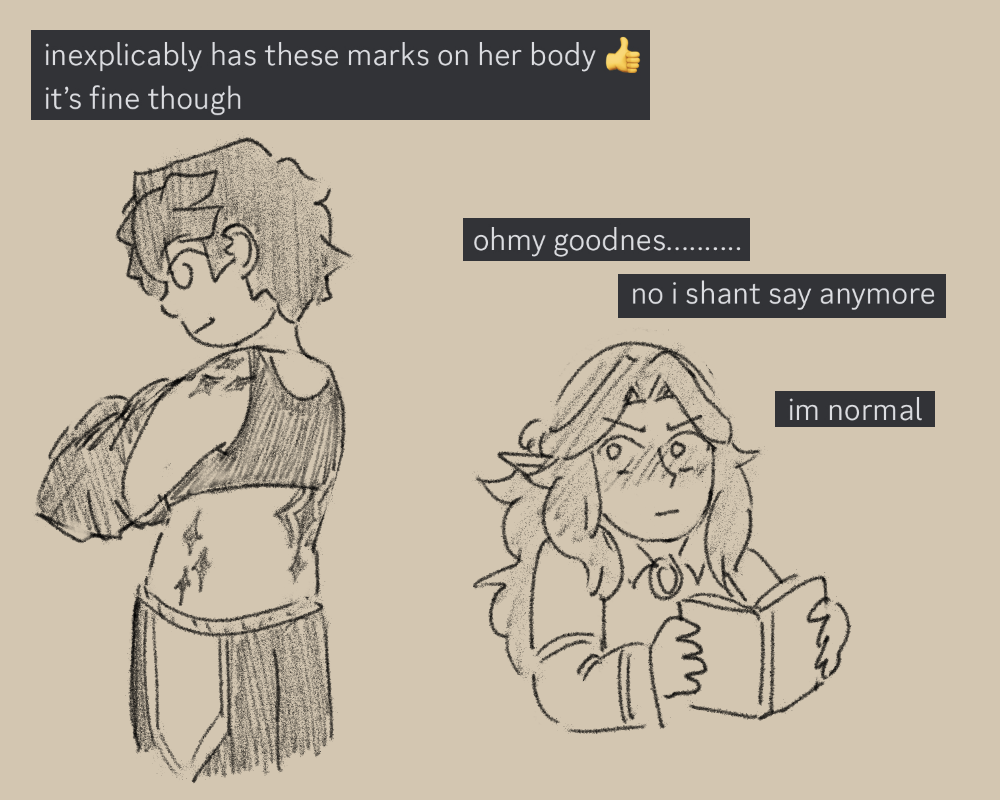 inexplicably has these marks on her body 👍
it's fine though
ohmy goodnes..........
no i shant say anymore
im normal